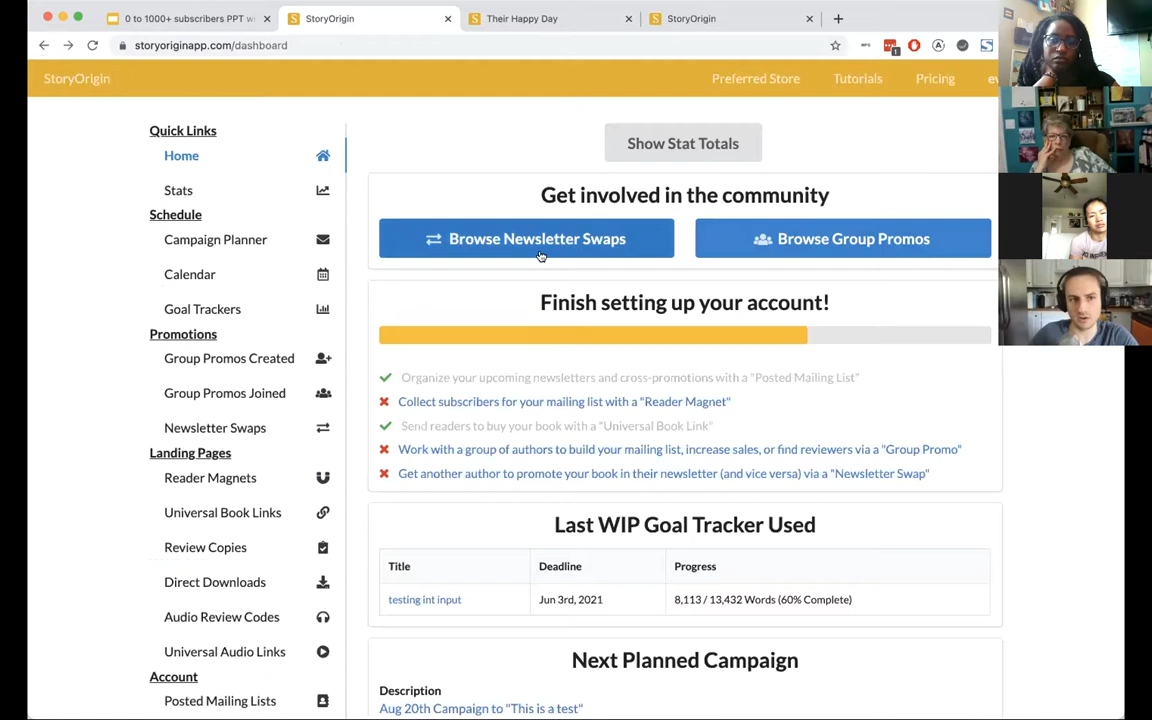 0 to 1000+ subscribers PPT w
StoryOrigin
Their Happy Day
StoryOrigin
storyoriginapp.com/dashboard
StoryOrigin
Preferred Store
Tutorials
Pricing
Quick Links
Home
Stats
Schedule
Campaign Planner
Calendar
Goal Trackers
Promotions
Group Promos Created
Group Promos Joined
Newsletter Swaps
Landing Pages
Reader Magnets
Universal Book Links
Review Copies
Direct Downloads
Audio Review Codes
Universal Audio Links
Account
Posted Mailing Lists
Show Stat Totals
Get involved in the community
Browse Newsletter Swaps
Browse Group Promos
Finish setting up your account!
Organize your upcoming newsletters and cross-promotions with a "Posted Mailing List"
Collect subscribers for your mailing list with a "Reader Magnet"
Send readers to buy your book with a "Universal Book Link"
Work with a group of authors to build your mailing list, increase sales, or find reviewers via a "Group Promo"
Get another author to promote your book in their newsletter (and vice versa) via a "Newsletter Swap"
Last WIP Goal Tracker Used
Title Deadline Progress
testing int input Jun 3rd, 2021 8,113 / 13,432 Words (60% Complete)
Next Planned Campaign
Description
Aug 20th Campaign to "This is a test"